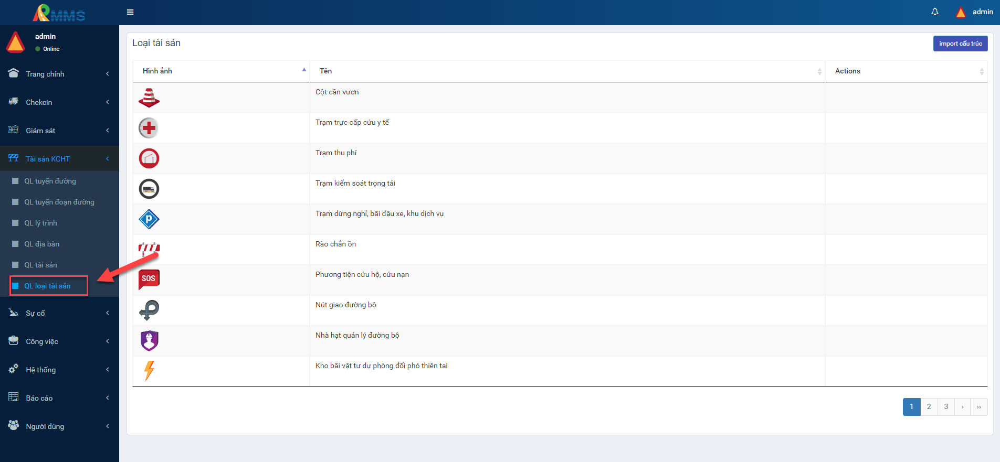 RMMS
admin
admin
Online
Trang chính
Chekcin
Giám sát
Tài sản KCHT
QL tuyến đường
QL tuyến đoạn đường
QL lý trình
QL địa bàn
QL tài sản
QL loại tài sản
Sự cố
Công việc
Hệ thống
Báo cáo
Người dùng
Loại tài sản
import cấu trúc
Hình ảnh Tên Actions
Cột cần vươn
Trạm trực cấp cứu y tế
Trạm thu phí
Trạm kiểm soát trọng tải
P Trạm dừng nghỉ, bãi đậu xe, khu dịch vụ
Rào chắn ồn
SOS Phương tiện cứu hộ, cứu nạn
Nút giao đường bộ
Nhà hạt quản lý đường bộ
Kho bãi vật tư dự phòng đối phó thiên tai
1 2 3 › ››